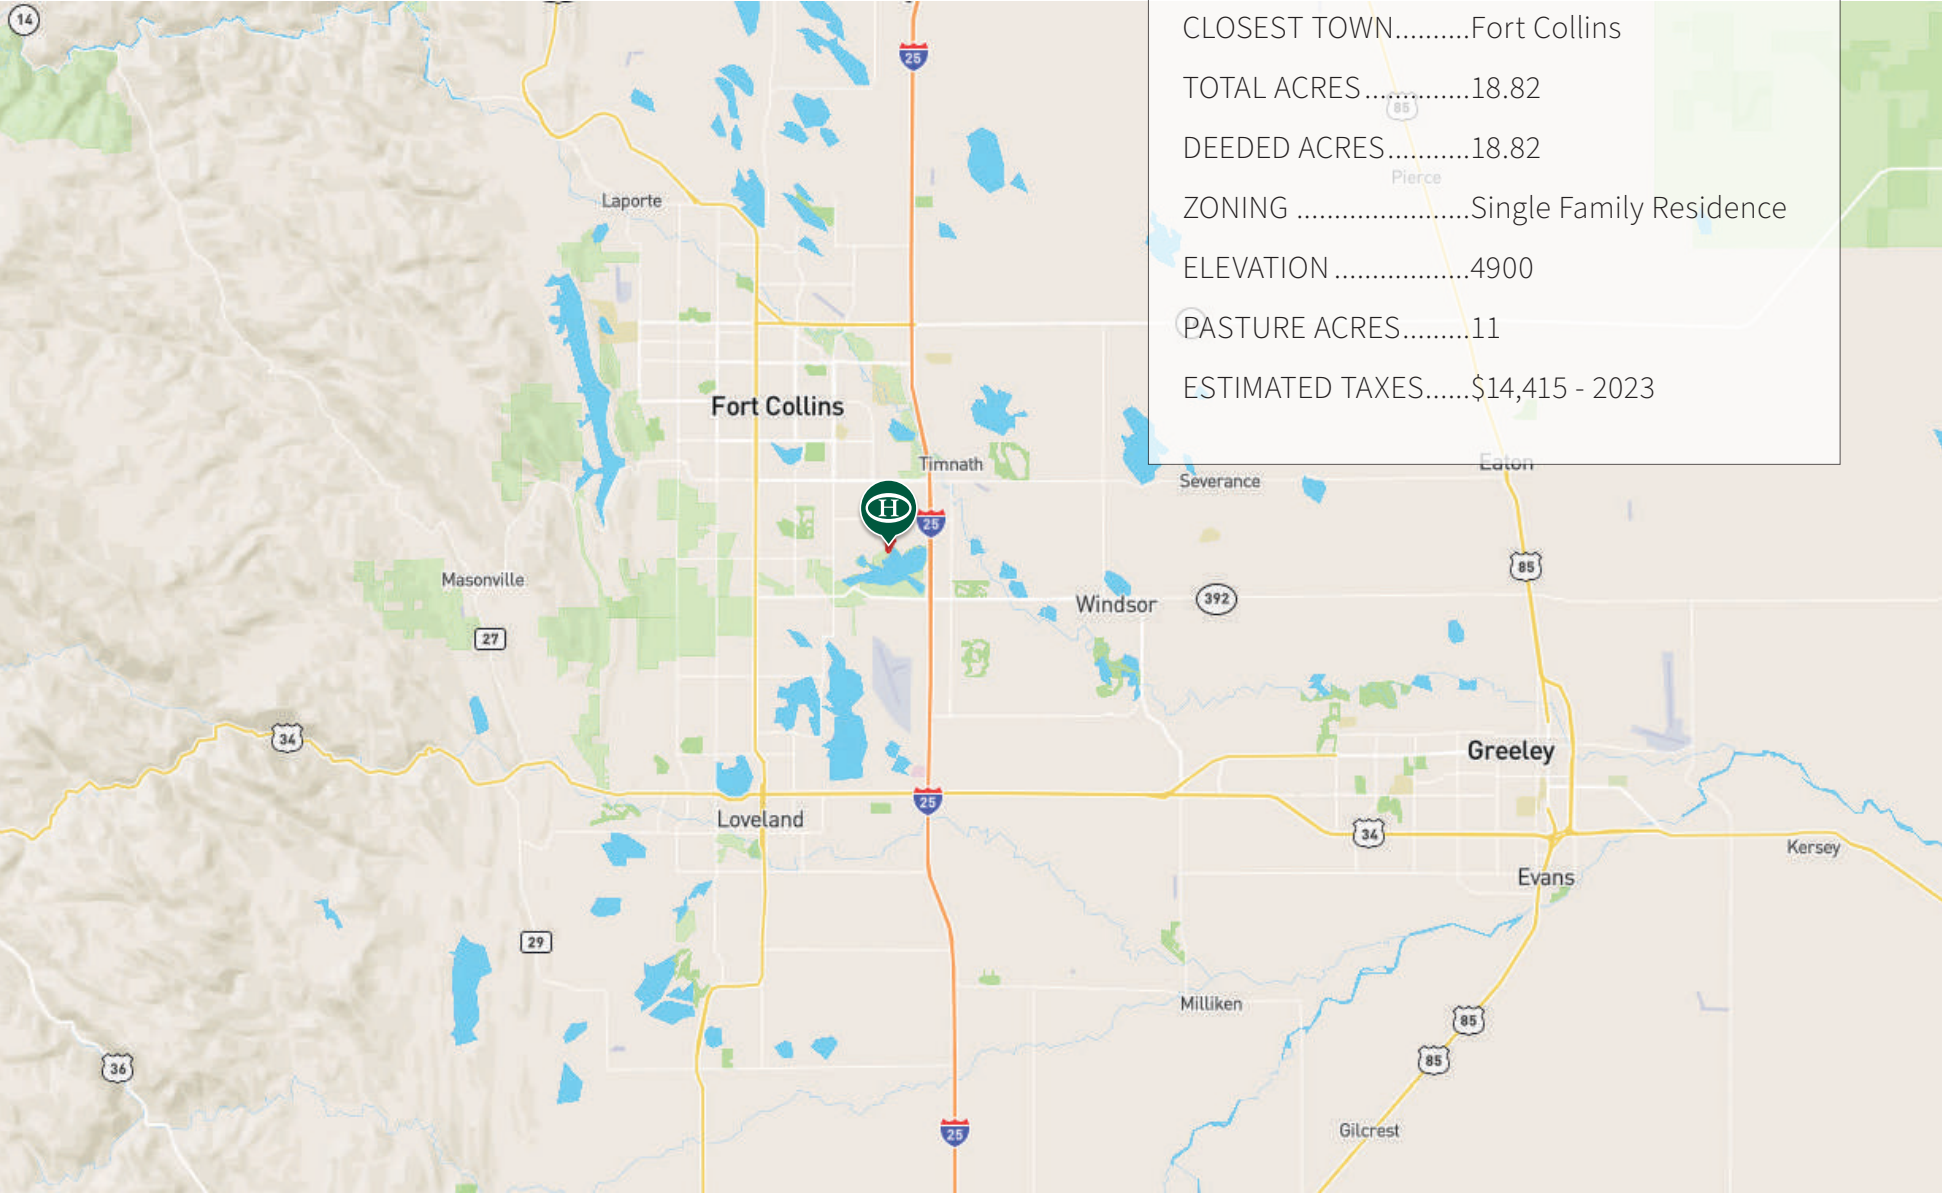 14
25
CLOSEST TOWN..........Fort Collins
TOTAL ACRES..............18.82
85
DEEDED ACRES...........18.82
Pierce
Laporte
ZONING .......................Single Family Residence
ELEVATION ..................4900
PASTURE ACRES.........11
ESTIMATED TAXES......$14,415 - 2023
Fort Collins
Timnath
Eaton
Severance
H
25
85
Masonville
Windsor
392
27
34
Greeley
25
Loveland
34
Kersey
Evans
29
Milliken
85
85
36
Gilcrest
25